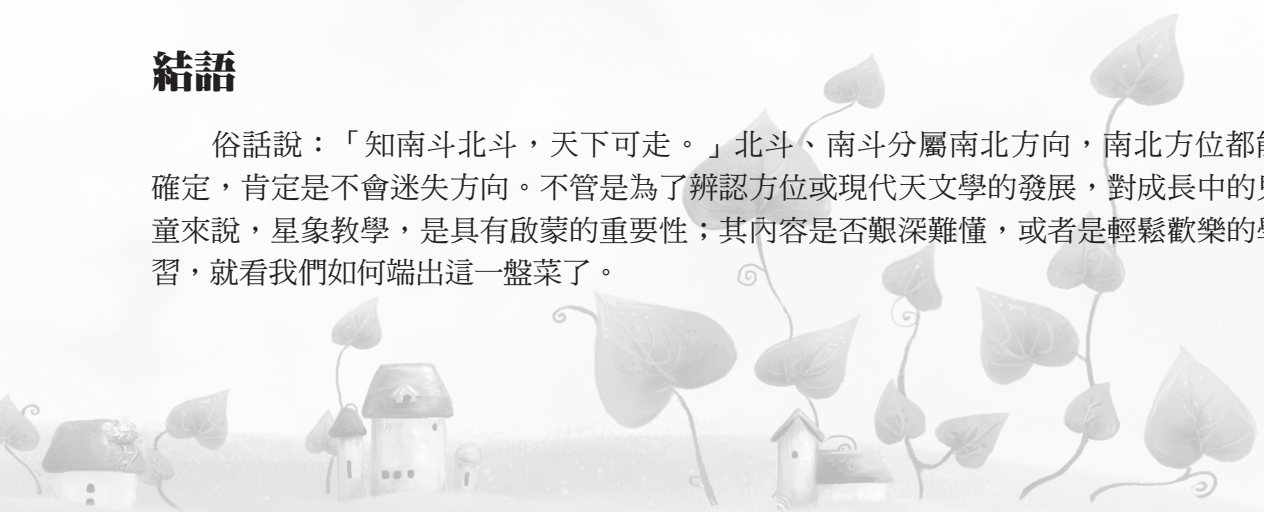 結語
俗話說：「知南斗北斗，天下可走。」北斗、南斗分屬南北方向，南北方位都能
確定，肯定是不會迷失方向。不管是為了辨認方位或現代天文學的發展，對成長中的兒
童來說，星象教學，是具有啟蒙的重要性；其內容是否艱深難懂，或者是輕鬆歡樂的學
習，就看我們如何端出這一盤菜了。